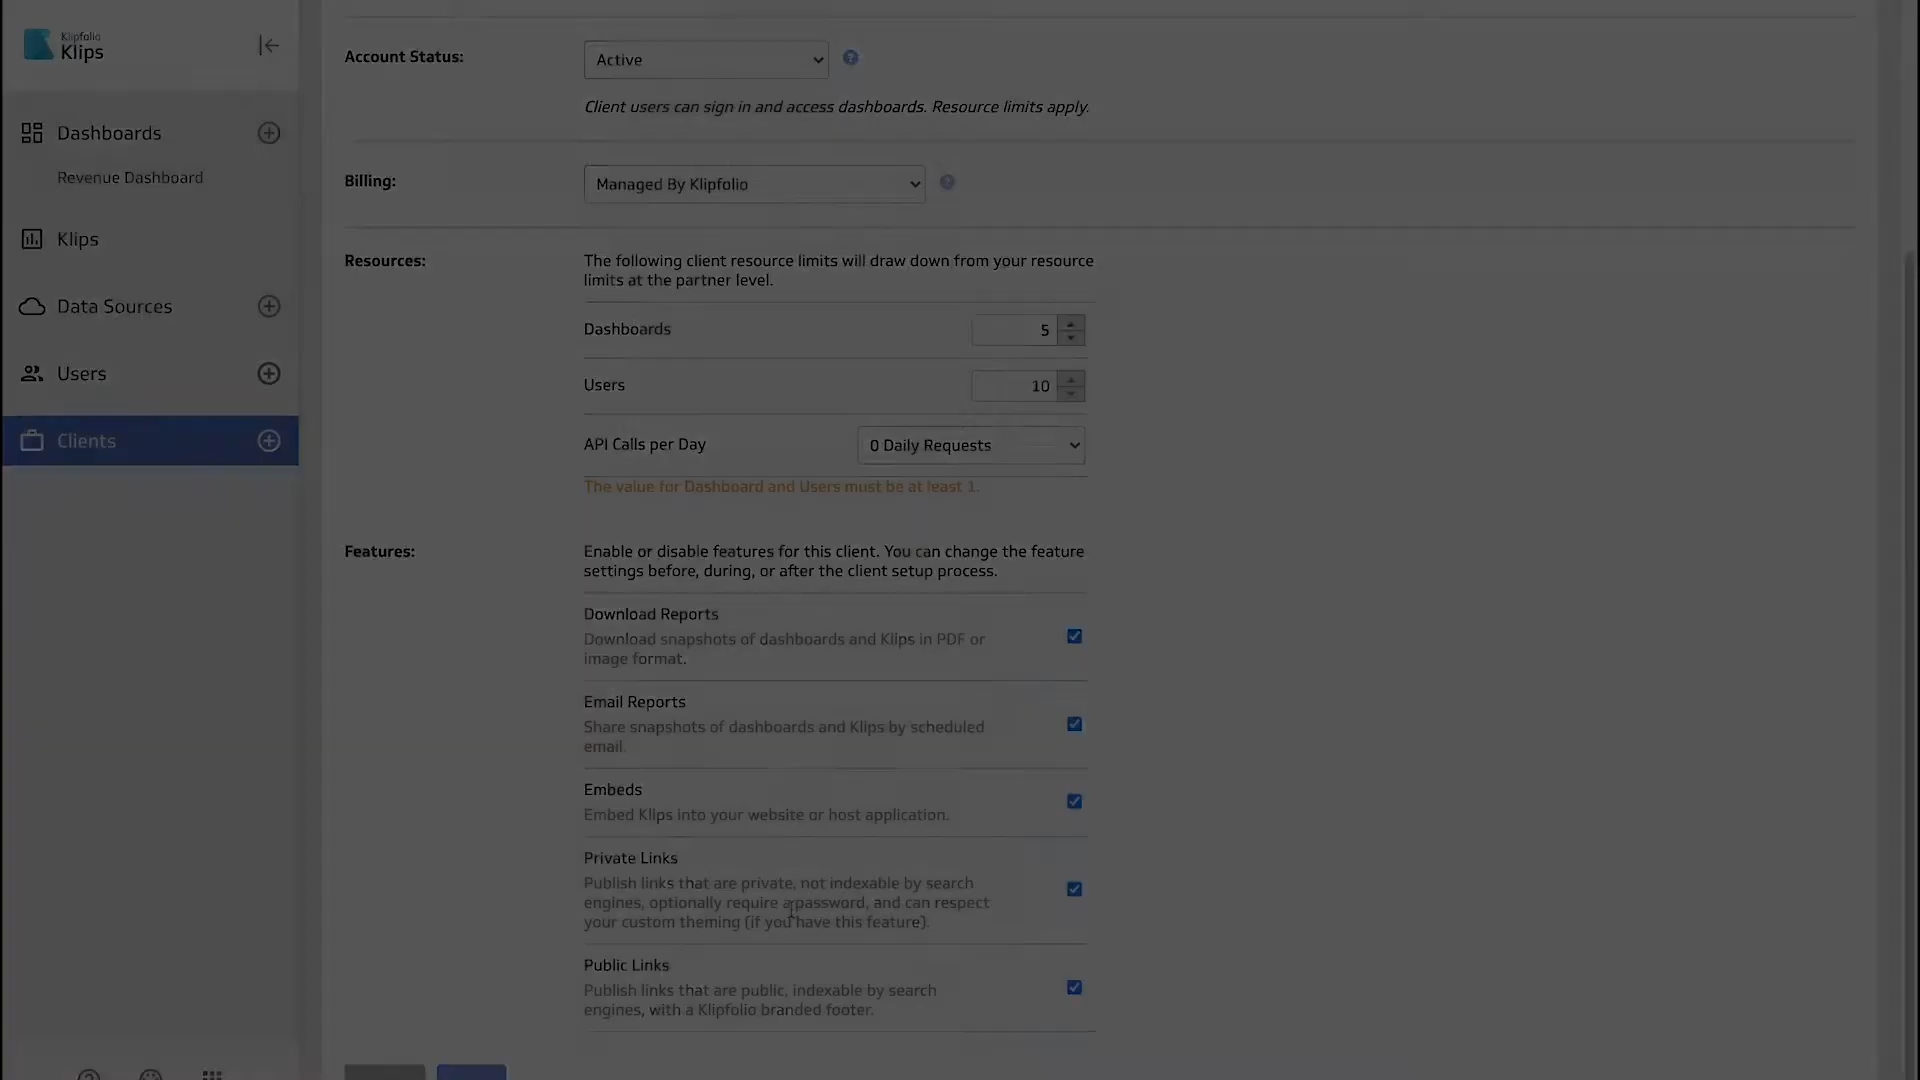 Klipfolio
Klips
Dashboards
Revenue Dashboard
Klips
Data Sources
Users
Clients
Account Status:
Active
Client users can sign in and access dashboards. Resource limits apply.
Billing:
Managed By Klipfolio
Resources:
The following client resource limits will draw down from your resource
limits at the partner level.
Dashboards
5
Users
10
API Calls per Day
0 Daily Requests
The value for Dashboard and Users must be at least 1.
Features:
Enable or disable features for this client. You can change the feature
settings before, during, or after the client setup process.
Download Reports
Download snapshots of dashboards and Klips in PDF or
image format.
Email Reports
Share snapshots of dashboards and Klips by scheduled
email.
Embeds
Embed Klips into your website or host application.
Private Links
Publish links that are private, not indexable by search
engines, optionally require a password, and can respect
your custom theming (if you have this feature).
Public Links
Publish links that are public, indexable by search
engines, with a Klipfolio branded footer.